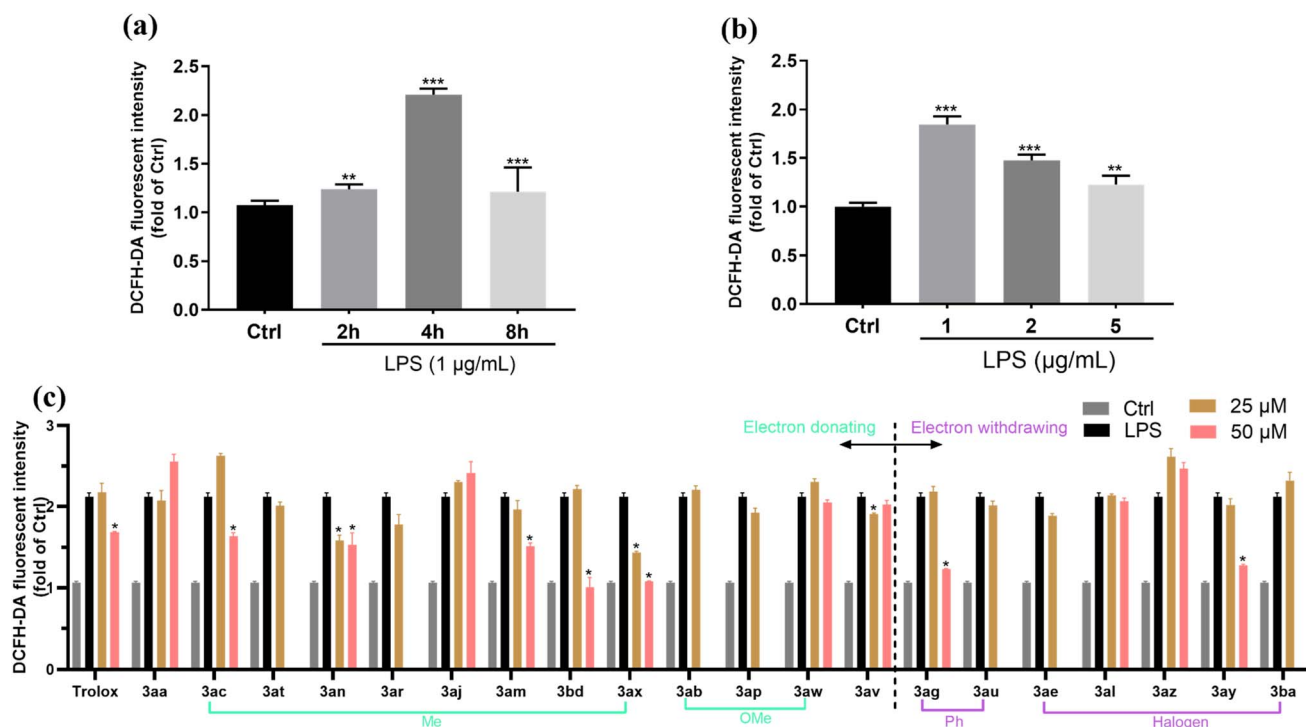 (a)
DCFH-DA fluorescent intensity
(fold of Ctrl)
2.5
2.0
1.5
1.0
0.5
0.0
**
***
***
Ctrl
2h
4h
8h
LPS (1 µg/mL)
(b)
DCFH-DA fluorescent intensity
(fold of Ctrl)
2.5
2.0
1.5
1.0
0.5
0.0
***
***
**
Ctrl
1
2
5
LPS (µg/mL)
(c)
DCFH-DA fluorescent intensity
(fold of Ctrl)
3
2
1
0
Electron donating
Electron withdrawing
Ctrl
25 µM
LPS
50 µM
*
*
*
*
*
*
*
*
*
*
*
Trolox
3aa
3ac
3at
3an
3ar
3aj
3am
3bd
3ax
3ab
3ap
3aw
3av
3ag
3au
3ae
3al
3az
3ay
3ba
Me
OMe
Ph
Halogen